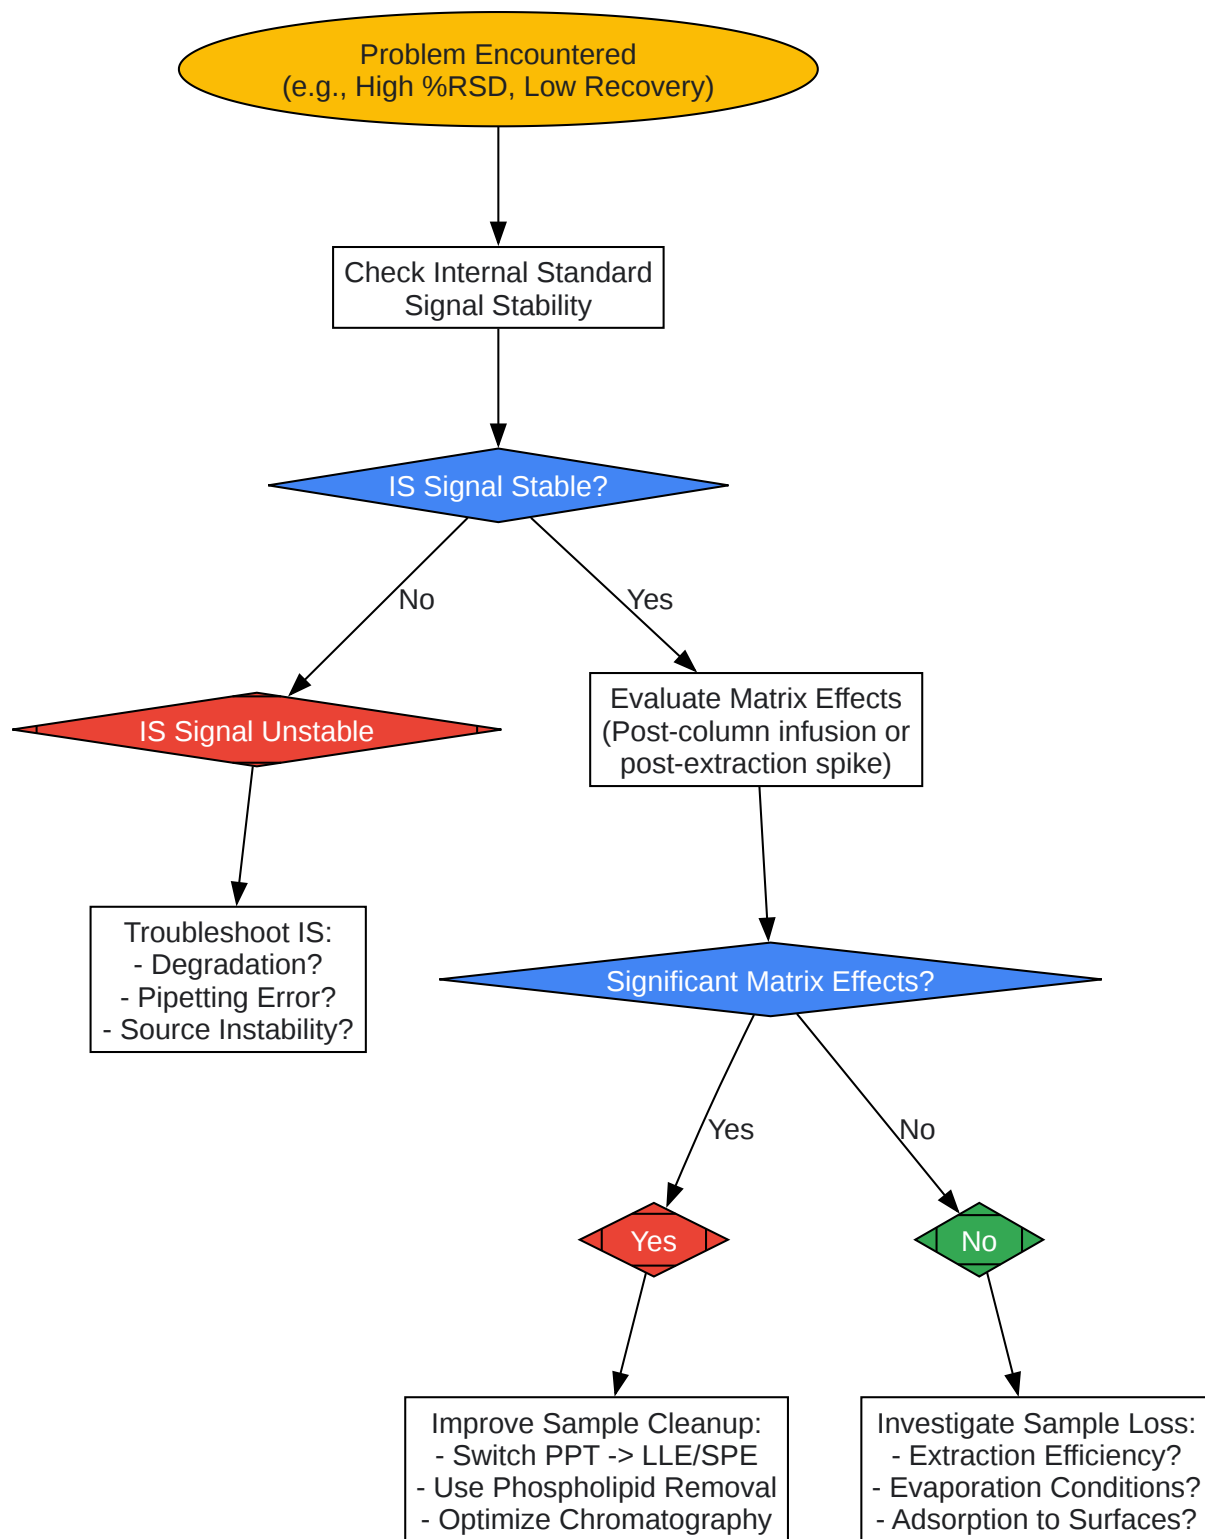 Problem Encountered
(e.g., High %RSD, Low Recovery)
Check Internal Standard
Signal Stability
IS Signal Stable?
No
Yes
IS Signal Unstable
Evaluate Matrix Effects
(Post-column infusion or
post-extraction spike)
Troubleshoot IS:
- Degradation?
- Pipetting Error?
- Source Instability?
Significant Matrix Effects?
Yes
No
Yes
No
Improve Sample Cleanup:
- Switch PPT -> LLE/SPE
- Use Phospholipid Removal
- Optimize Chromatography
Investigate Sample Loss:
- Extraction Efficiency?
- Evaporation Conditions?
- Adsorption to Surfaces?